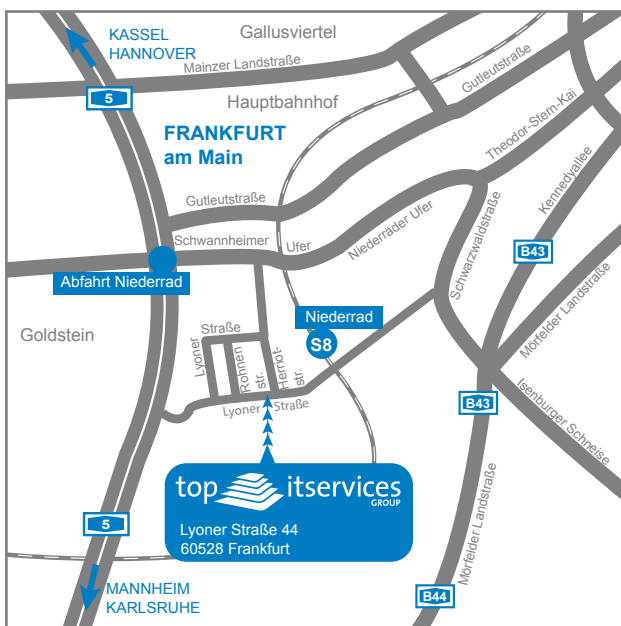 KASSEL
HANNOVER
Gallusviertel
Mainzer Landstraße
5
Hauptbahnhof
Gutleutstraße
FRANKFURT
am Main
Theodor-Stern-Kai
Kennedyallee
Gutleutstraße
Schwannheimer
Ufer
Niederräder Ufer
Schwarzwaldstraße
B43
Abfahrt Niederrad
Mörfelder Landstraße
Goldstein
Niederrad
S8
Lyoner
Straße
Rohnen
str.
Herriot-
str.
Lyoner
Straße
B43
Isenburger Schneise
top itservices
GROUP
Lyoner Straße 44
60528 Frankfurt
5
Mörfelder Landstraße
MANNHEIM
KARLSRUHE
B44